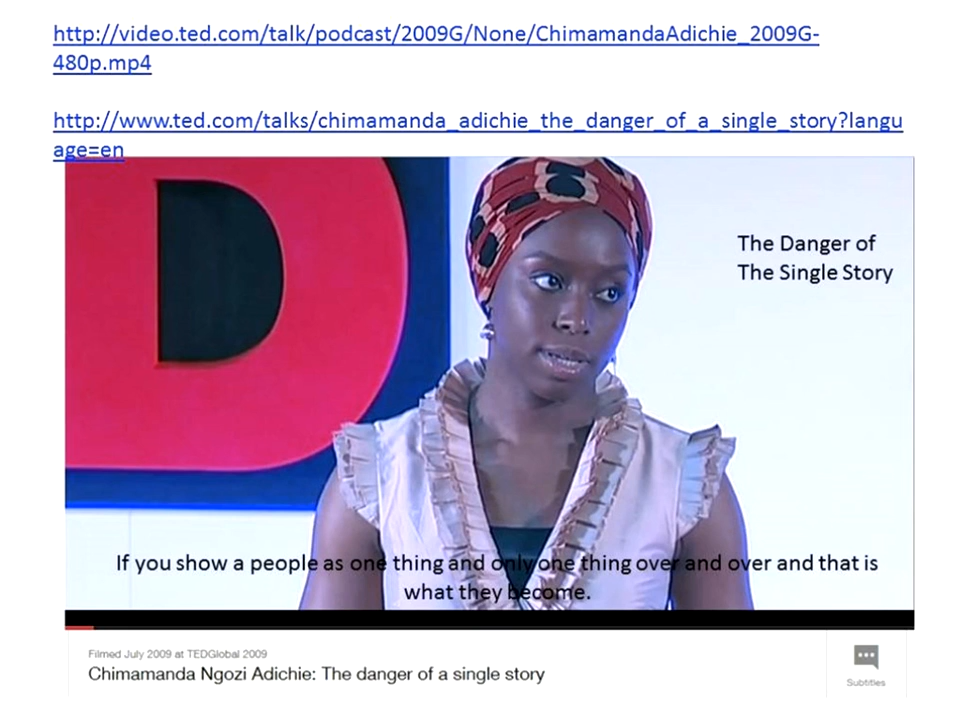 http://video.ted.com/talk/podcast/2009G/None/ChimamandaAdichie_2009G-
480p.mp4
http://www.ted.com/talks/chimamanda_adichie_the_danger_of_a_single_story?langu
age=en
D
The Danger of
The Single Story
If you show a people as one thing and only one thing over and over and that is
what they become.
Filmed July 2009 at TEDGlobal 2009
Chimamanda Ngozi Adichie: The danger of a single story
Subtitles